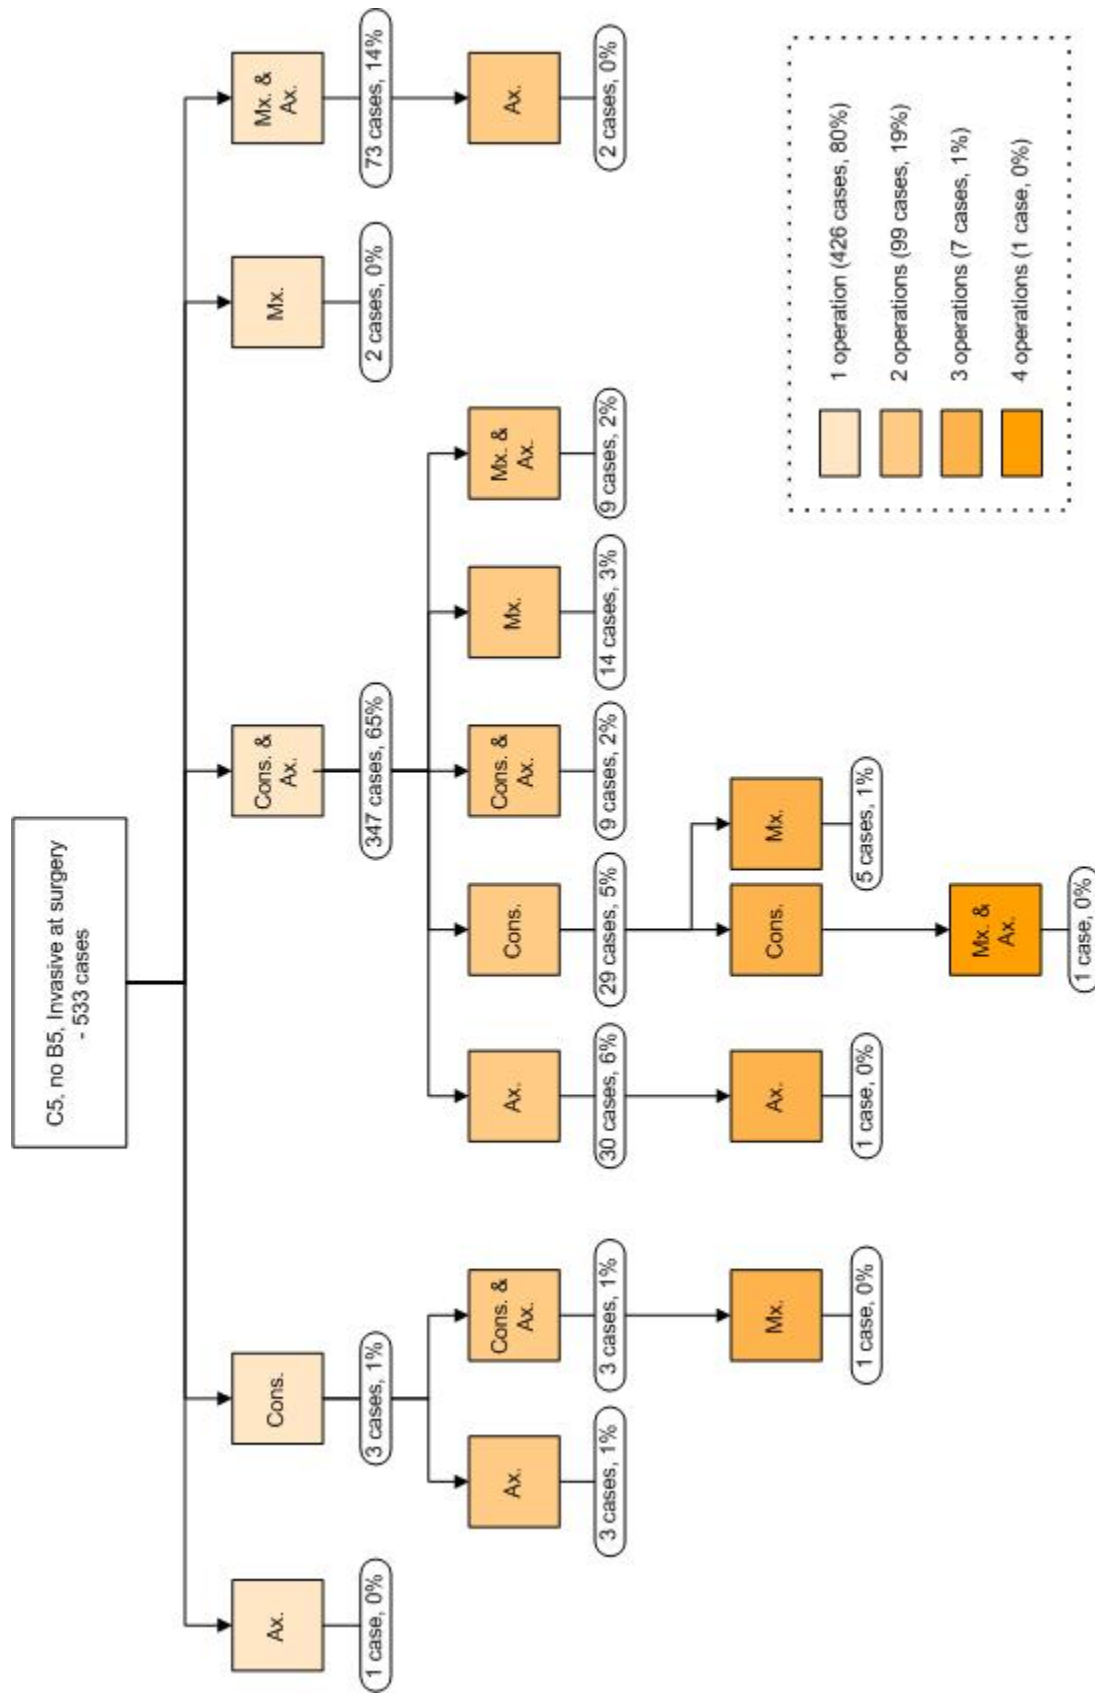 C5, no B5, Invasive at surgery
- 533 cases
Ax.
Cons.
Cons. &
Ax.
Mx.
Mx. &
Ax.
1 case, 0%
3 cases, 1%
347 cases, 65%
2 cases, 0%
73 cases, 14%
Ax.
Cons. &
Ax.
Ax.
Cons.
Cons. &
Ax.
Mx.
Mx. &
Ax.
Ax.
3 cases, 1%
3 cases, 1%
30 cases, 6%
29 cases, 5%
9 cases, 2%
14 cases, 3%
9 cases, 2%
2 cases, 0%
Mx.
Ax.
Cons.
Mx.
1 case, 0%
1 case, 0%
5 cases, 1%
Mx. &
Ax.
1 case, 0%
1 operation (426 cases, 80%)
2 operations (99 cases, 19%)
3 operations (7 cases, 1%)
4 operations (1 case, 0%)